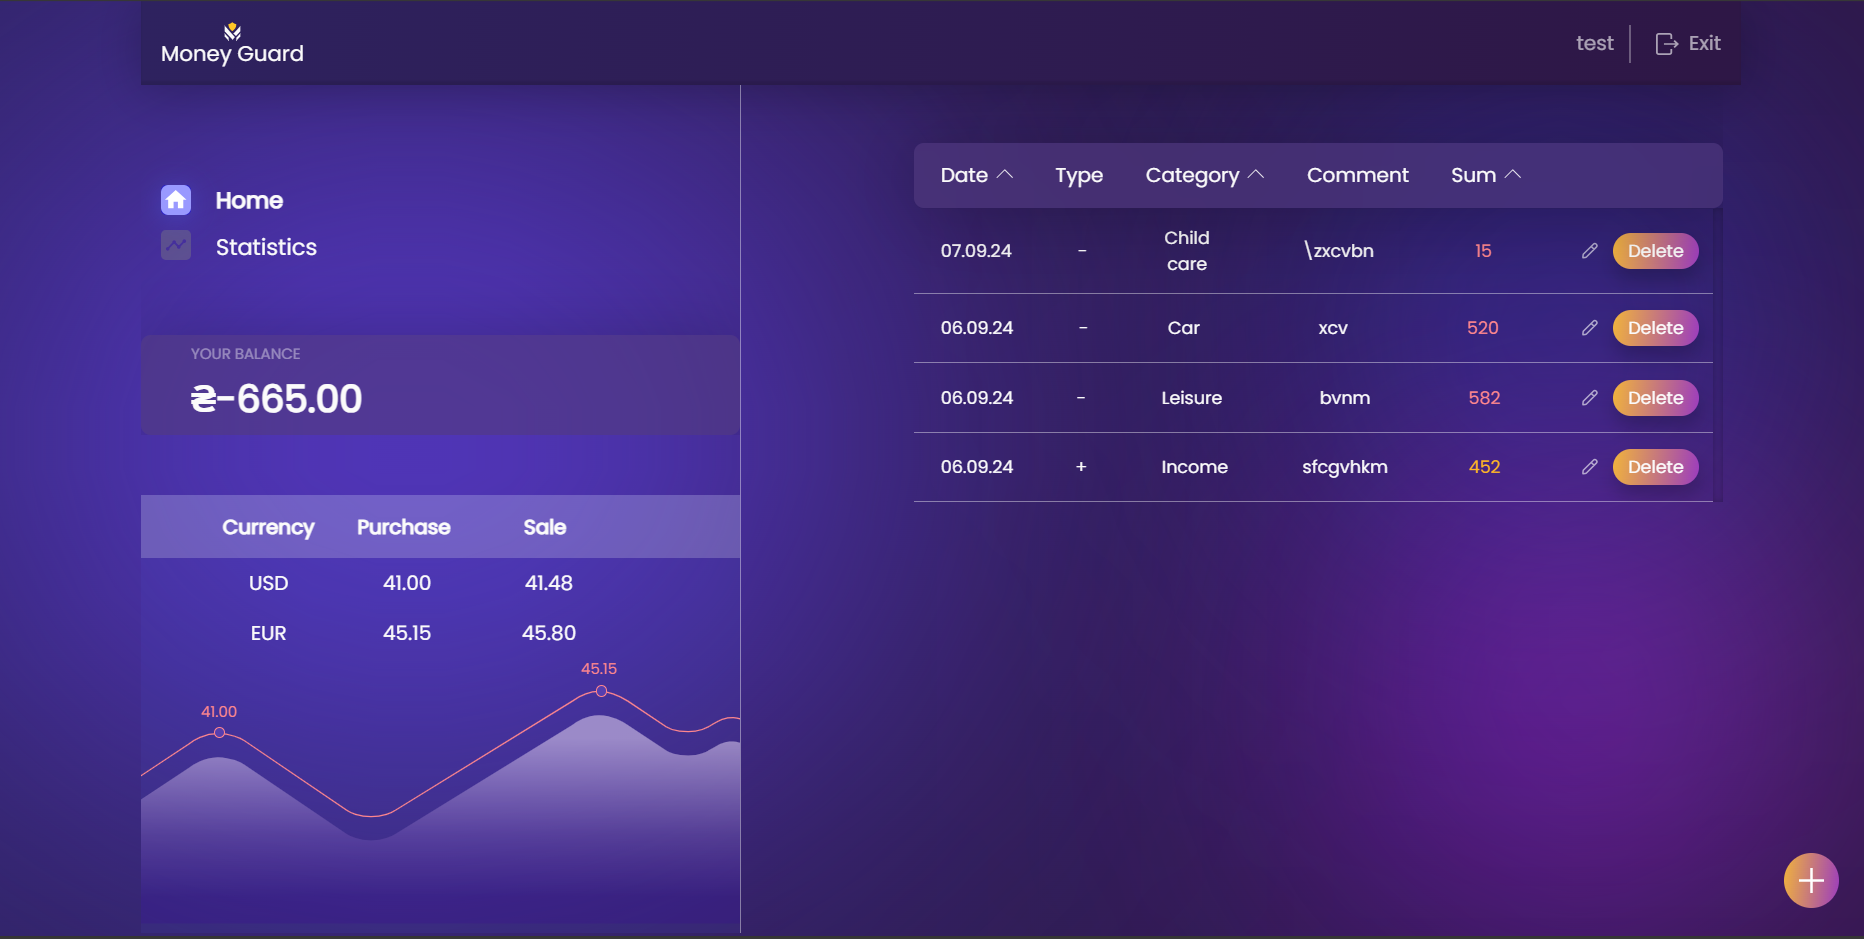 Money Guard
test
Exit
Home
Statistics
YOUR BALANCE
₴-665.00
Currency Purchase Sale
USD 41.00 41.48
EUR 45.15 45.80
45.15
41.00
Date Type Category Comment Sum
07.09.24 - Child
care \zxcvbn 15 Delete
06.09.24 - Car xcv 520 Delete
06.09.24 - Leisure bvnm 582 Delete
06.09.24 + Income sfcgvhkm 452 Delete